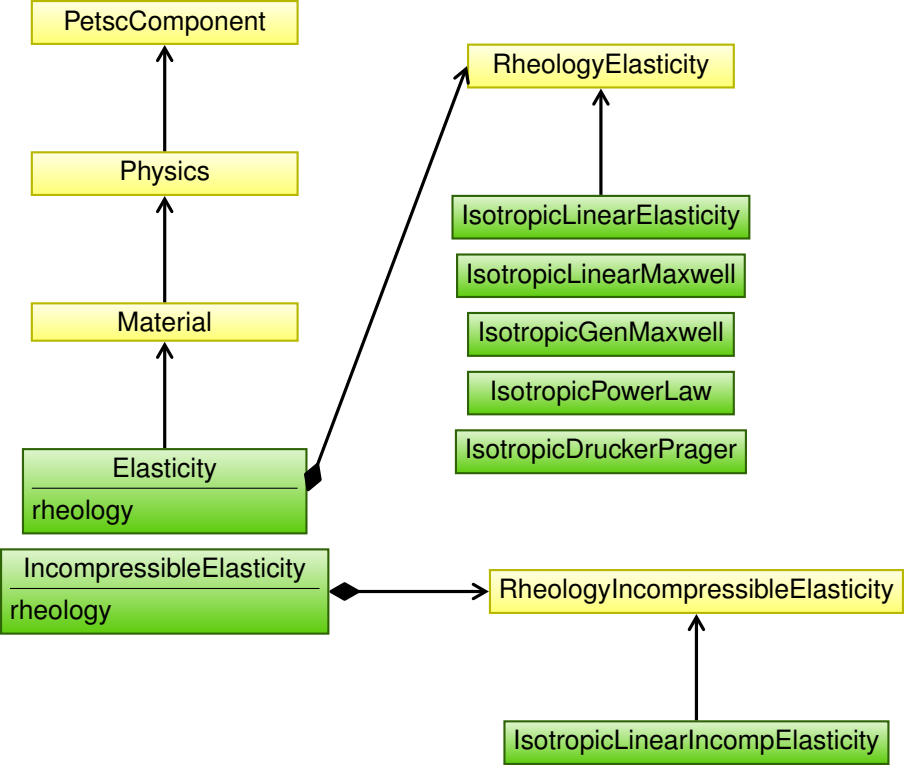 PetscComponent
Physics
Material
Elasticity
rheology
IncompressibleElasticity
rheology
RheologyElasticity
IsotropicLinearElasticity
IsotropicLinearMaxwell
IsotropicGenMaxwell
IsotropicPowerLaw
IsotropicDruckerPrager
RheologyIncompressibleElasticity
IsotropicLinearIncompElasticity